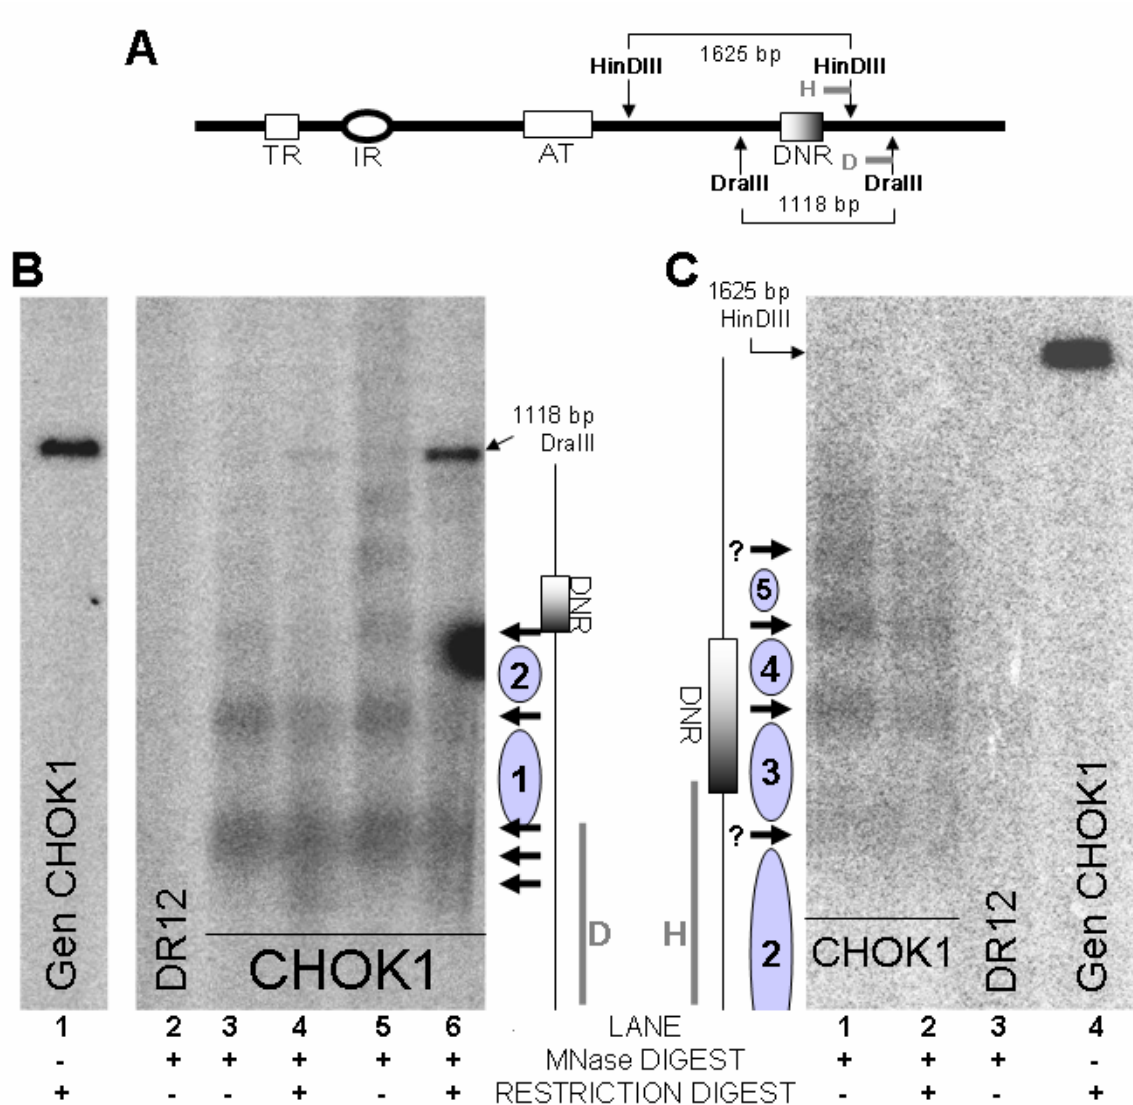 A
1625 bp
HinDIII HinDIII
H
TR IR AT DNR D
DraIII DraIII
1118 bp
B
C
1625 bp
HinDIII
1118 bp
DraIII
Gen CHOK1
DR12
CHOK1
DNR
2
1
D
H
DNR
?
5
4
3
?
2
CHOK1
DR12
Gen CHOK1
1 2 3 4 5 6 LANE 1 2 3 4
- + + + + + MNase DIGEST + + + -
+ - - + - + RESTRICTION DIGEST - + - +